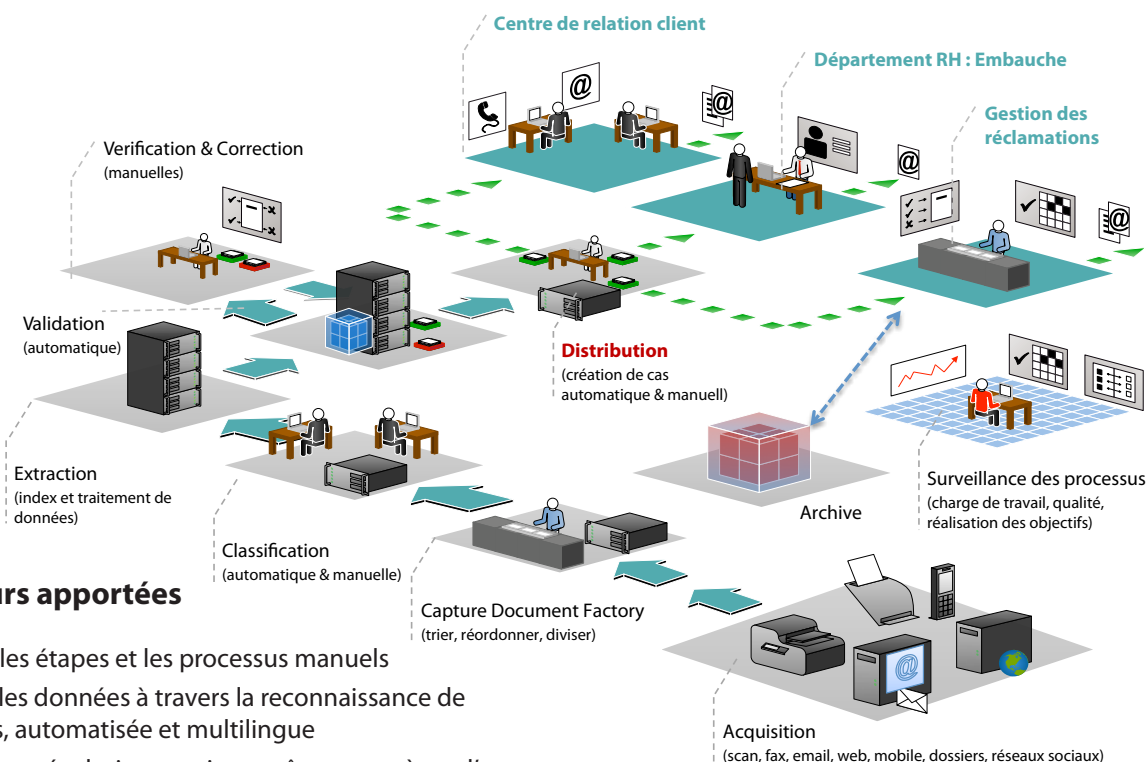 Centre de relation client
Département RH : Embauche
Gestion des
réclamations
Verification & Correction
(manuelles)
Validation
(automatique)
Distribution
(création de cas
automatique & manuell)
Extraction
(index et traitement de
données)
Archive
Surveillance des processus
(charge de travail, qualité,
réalisation des objectifs)
Classification
(automatique & manuelle)
Capture Document Factory
(trier, réordonner, diviser)
Acquisition
(scan, fax, email, web, mobile, dossiers, réseaux sociaux)
apportées
les étapes et les processus manuels
les données à travers la reconnaissance de
automatisée et multilingue